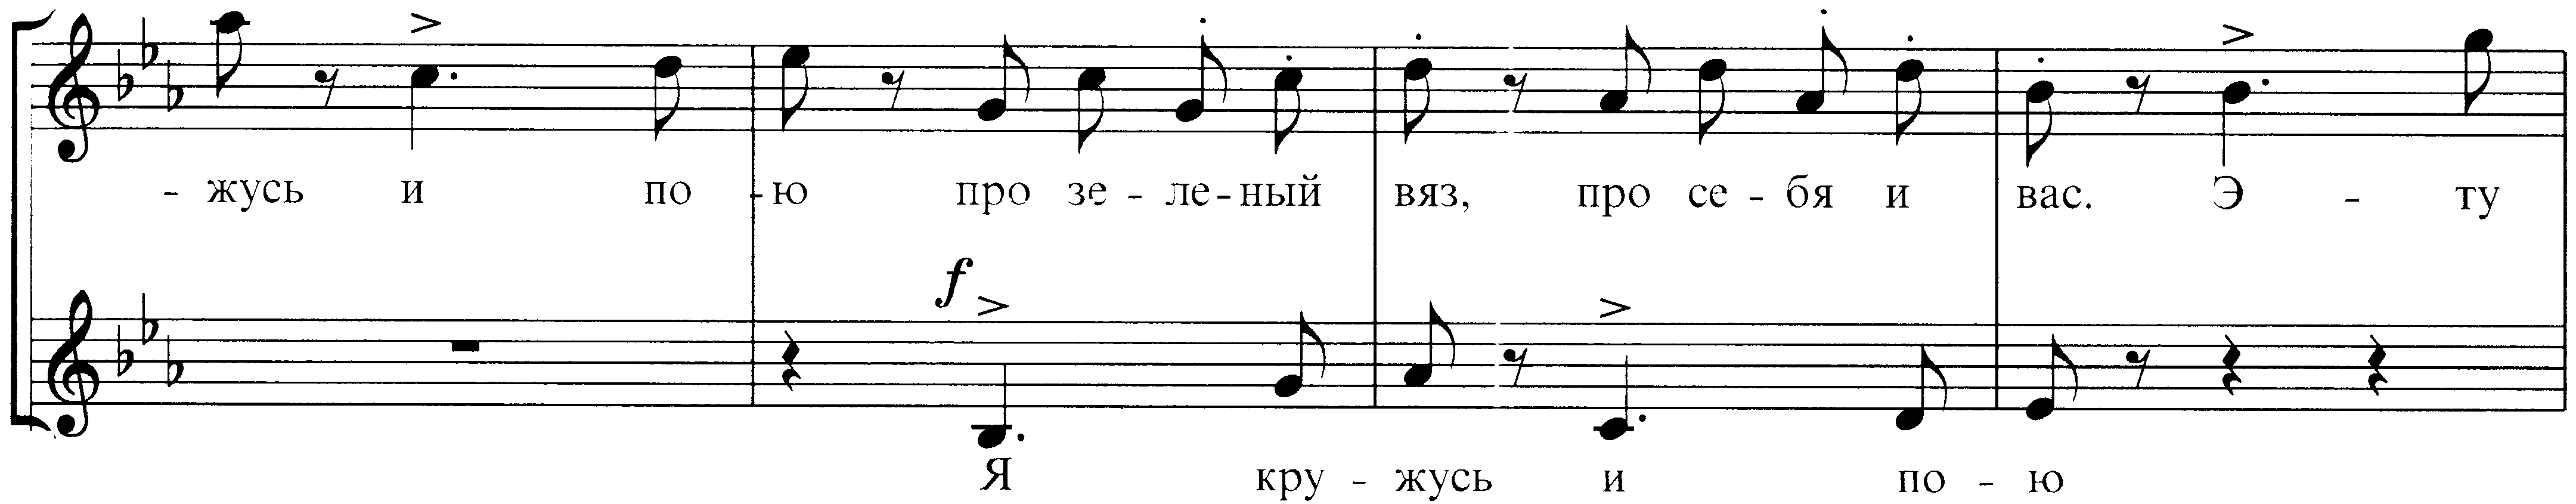 - жусь и по - ю про зе - ле - ный вяз, про се - бя и вас. Э - ту
f
Я кру - жусь и по - ю